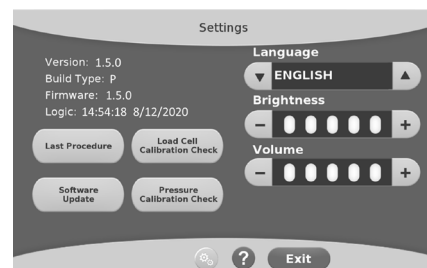 Settings
Version: 1.5.0
Build Type: P
Firmware: 1.5.0
Logic: 14:54:18 8/12/2020
Last Procedure
Load Cell
Calibration Check
Software
Update
Pressure
Calibration Check
Language
▼ ENGLISH ▲
Brightness
− +
Volume
− +
? Exit